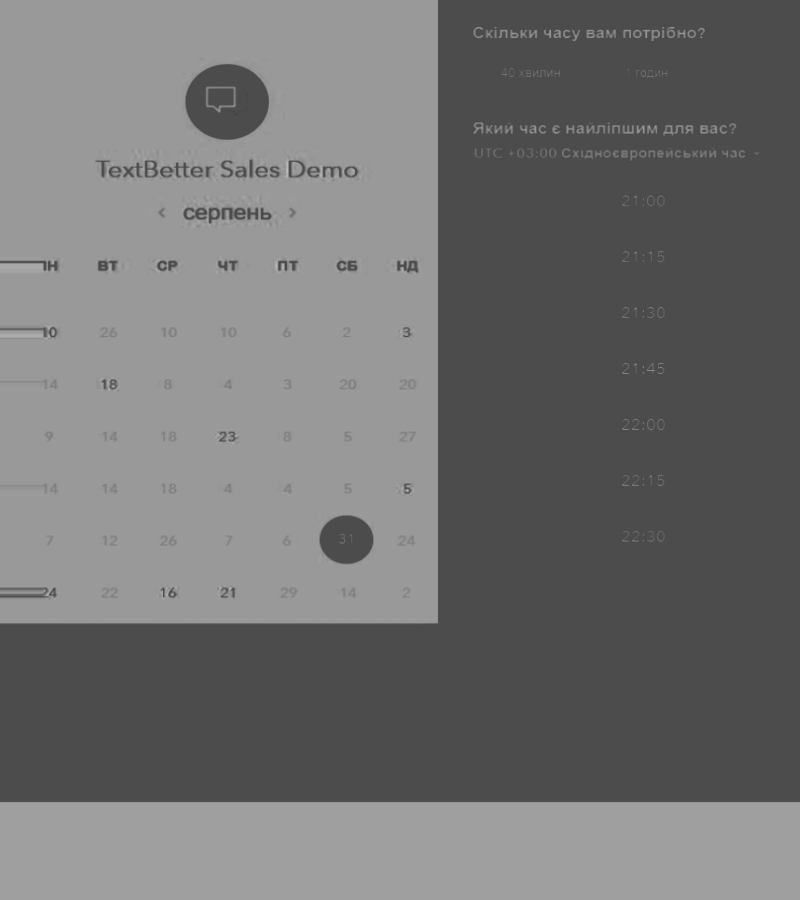 TextBetter Sales Demo
серпень
ПН ВТ СР ЧТ ПТ СБ НД
10 26 10 10 6 2 3
14 18 8 4 3 20 20
9 14 18 23 8 5 27
14 14 18 4 4 5 5
7 12 26 7 6 31 24
24 22 16 21 29 14 2
Скільки часу вам потрібно?
40 хвилин 1 годин
Який час є найліпшим для вас?
UTC +03:00 Східноєвропейський час
21:00
21:15
21:30
21:45
22:00
22:15
22:30